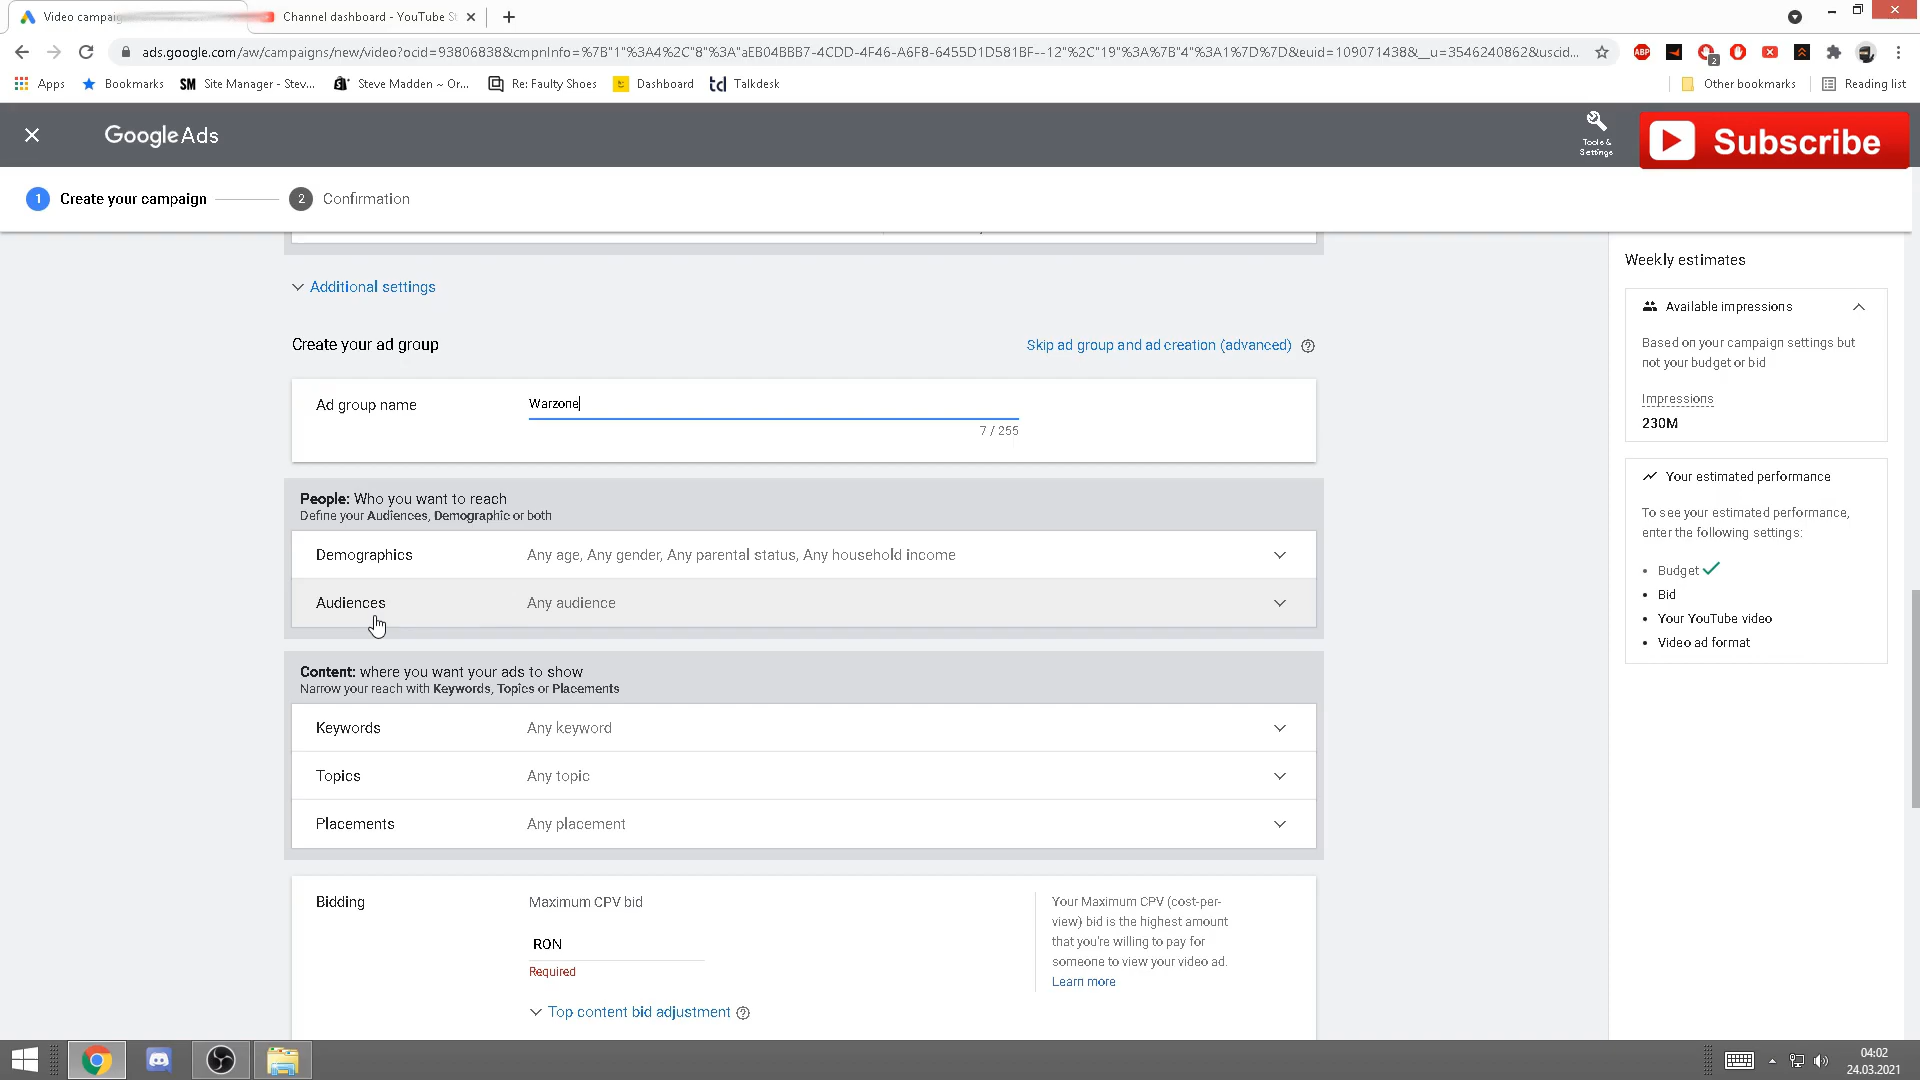 Video campaig
Channel dashboard - YouTube St
ads.google.com/aw/campaigns/new/video?ocid=93806838&cmpnInfo=%7B"1"%3A4%2C"8"%3A"aEB04BBB7-4CDD-4F46-A6F8-6455D1D581BF--12"%2C"19"%3A%7B"4"%3A1%7D%7D&euid=109071438&__u=3546240862&uscid...
ABP
2
Apps
Bookmarks
SM Site Manager - Stev...
Steve Madden ~ Or...
Re: Faulty Shoes
Dashboard
td Talkdesk
Other bookmarks
Reading list
Google Ads
Tools & Settings
Subscribe
1 Create your campaign
2 Confirmation
Additional settings
Create your ad group
Skip ad group and ad creation (advanced)
Ad group name
Warzone
7 / 255
People: Who you want to reach
Define your Audiences, Demographic or both
Demographics
Any age, Any gender, Any parental status, Any household income
Audiences
Any audience
Content: where you want your ads to show
Narrow your reach with Keywords, Topics or Placements
Keywords
Any keyword
Topics
Any topic
Placements
Any placement
Bidding
Maximum CPV bid
RON
Required
Top content bid adjustment
Your Maximum CPV (cost-per-
view) bid is the highest amount
that you're willing to pay for
someone to view your video ad.
Learn more
Weekly estimates
Available impressions
Based on your campaign settings but
not your budget or bid
Impressions
230M
Your estimated performance
To see your estimated performance,
enter the following settings:
Budget
Bid
Your YouTube video
Video ad format
04:02
24.03.2021